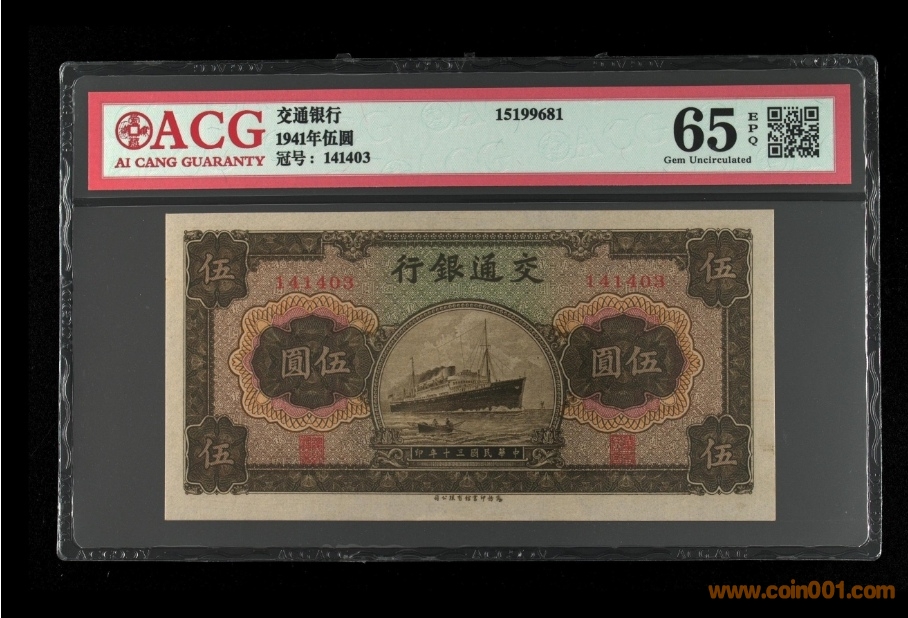 ACG
AI CANG GUARANTY
交通银行
1941年伍圆
冠号：141403
15199681
65
EPQ
Gem Uncirculated
伍
行銀通交
伍
141403
141403
圓伍
圓伍
伍
印年十三國民華中
伍
www.coin001.com